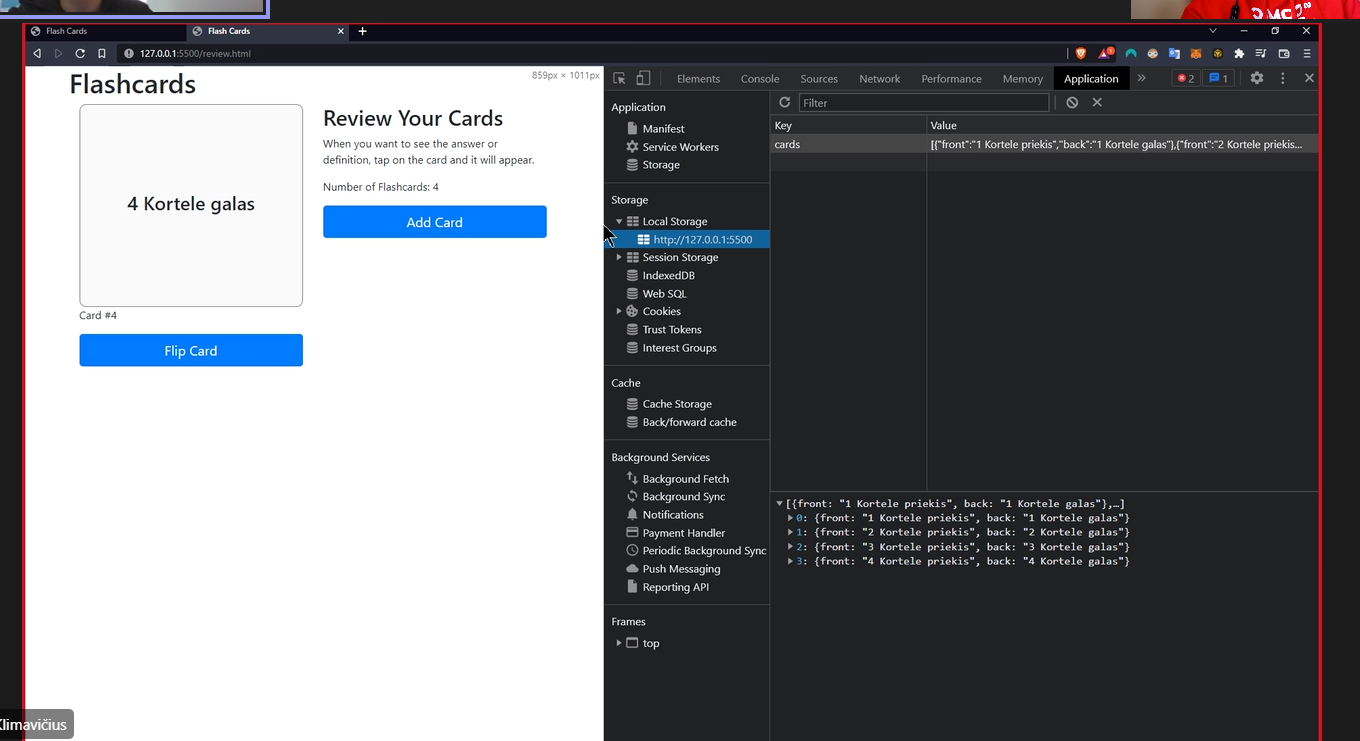 Flash Cards
Flash Cards
127.0.0.1:5500/review.html
Flashcards
859px × 1011px
4 Kortele galas
Card #4
Flip Card
Review Your Cards
When you want to see the answer or
definition, tap on the card and it will appear.
Number of Flashcards: 4
Add Card
Elements
Console
Sources
Network
Performance
Memory
Application
2
1
Application
Manifest
Service Workers
Storage
Storage
Local Storage
http://127.0.0.1:5500
Session Storage
IndexedDB
Web SQL
Cookies
Trust Tokens
Interest Groups
Cache
Cache Storage
Back/forward cache
Background Services
Background Fetch
Background Sync
Notifications
Payment Handler
Periodic Background Sync
Push Messaging
Reporting API
Frames
top
Filter
Key Value
cards [{"front":"1 Kortele priekis","back":"1 Kortele galas"},{"front":"2 Kortele priekis...
[{front: "1 Kortele priekis", back: "1 Kortele galas"},…]
0: {front: "1 Kortele priekis", back: "1 Kortele galas"}
1: {front: "2 Kortele priekis", back: "2 Kortele galas"}
2: {front: "3 Kortele priekis", back: "3 Kortele galas"}
3: {front: "4 Kortele priekis", back: "4 Kortele galas"}
Klimavičius